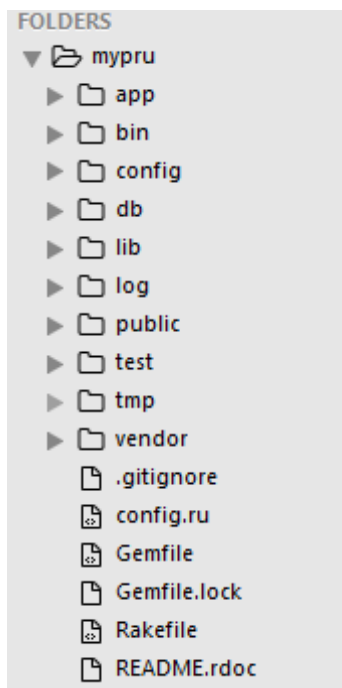 FOLDERS
mypru
app
bin
config
db
lib
log
public
test
tmp
vendor
.gitignore
config.ru
Gemfile
Gemfile.lock
Rakefile
README.rdoc